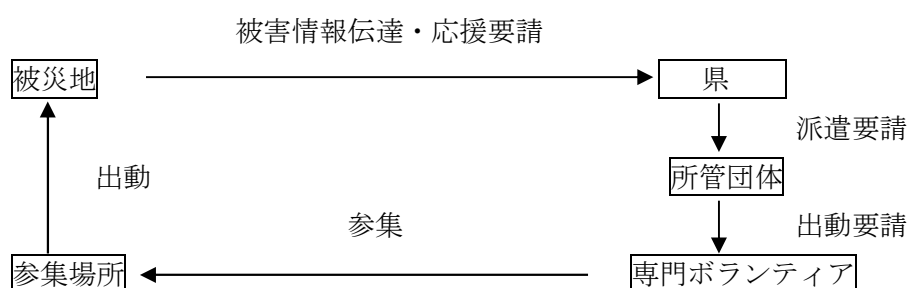 被害情報伝達・応援要請
被災地
県
派遣要請
出動
所管団体
参集
出動要請
参集場所
専門ボランティア